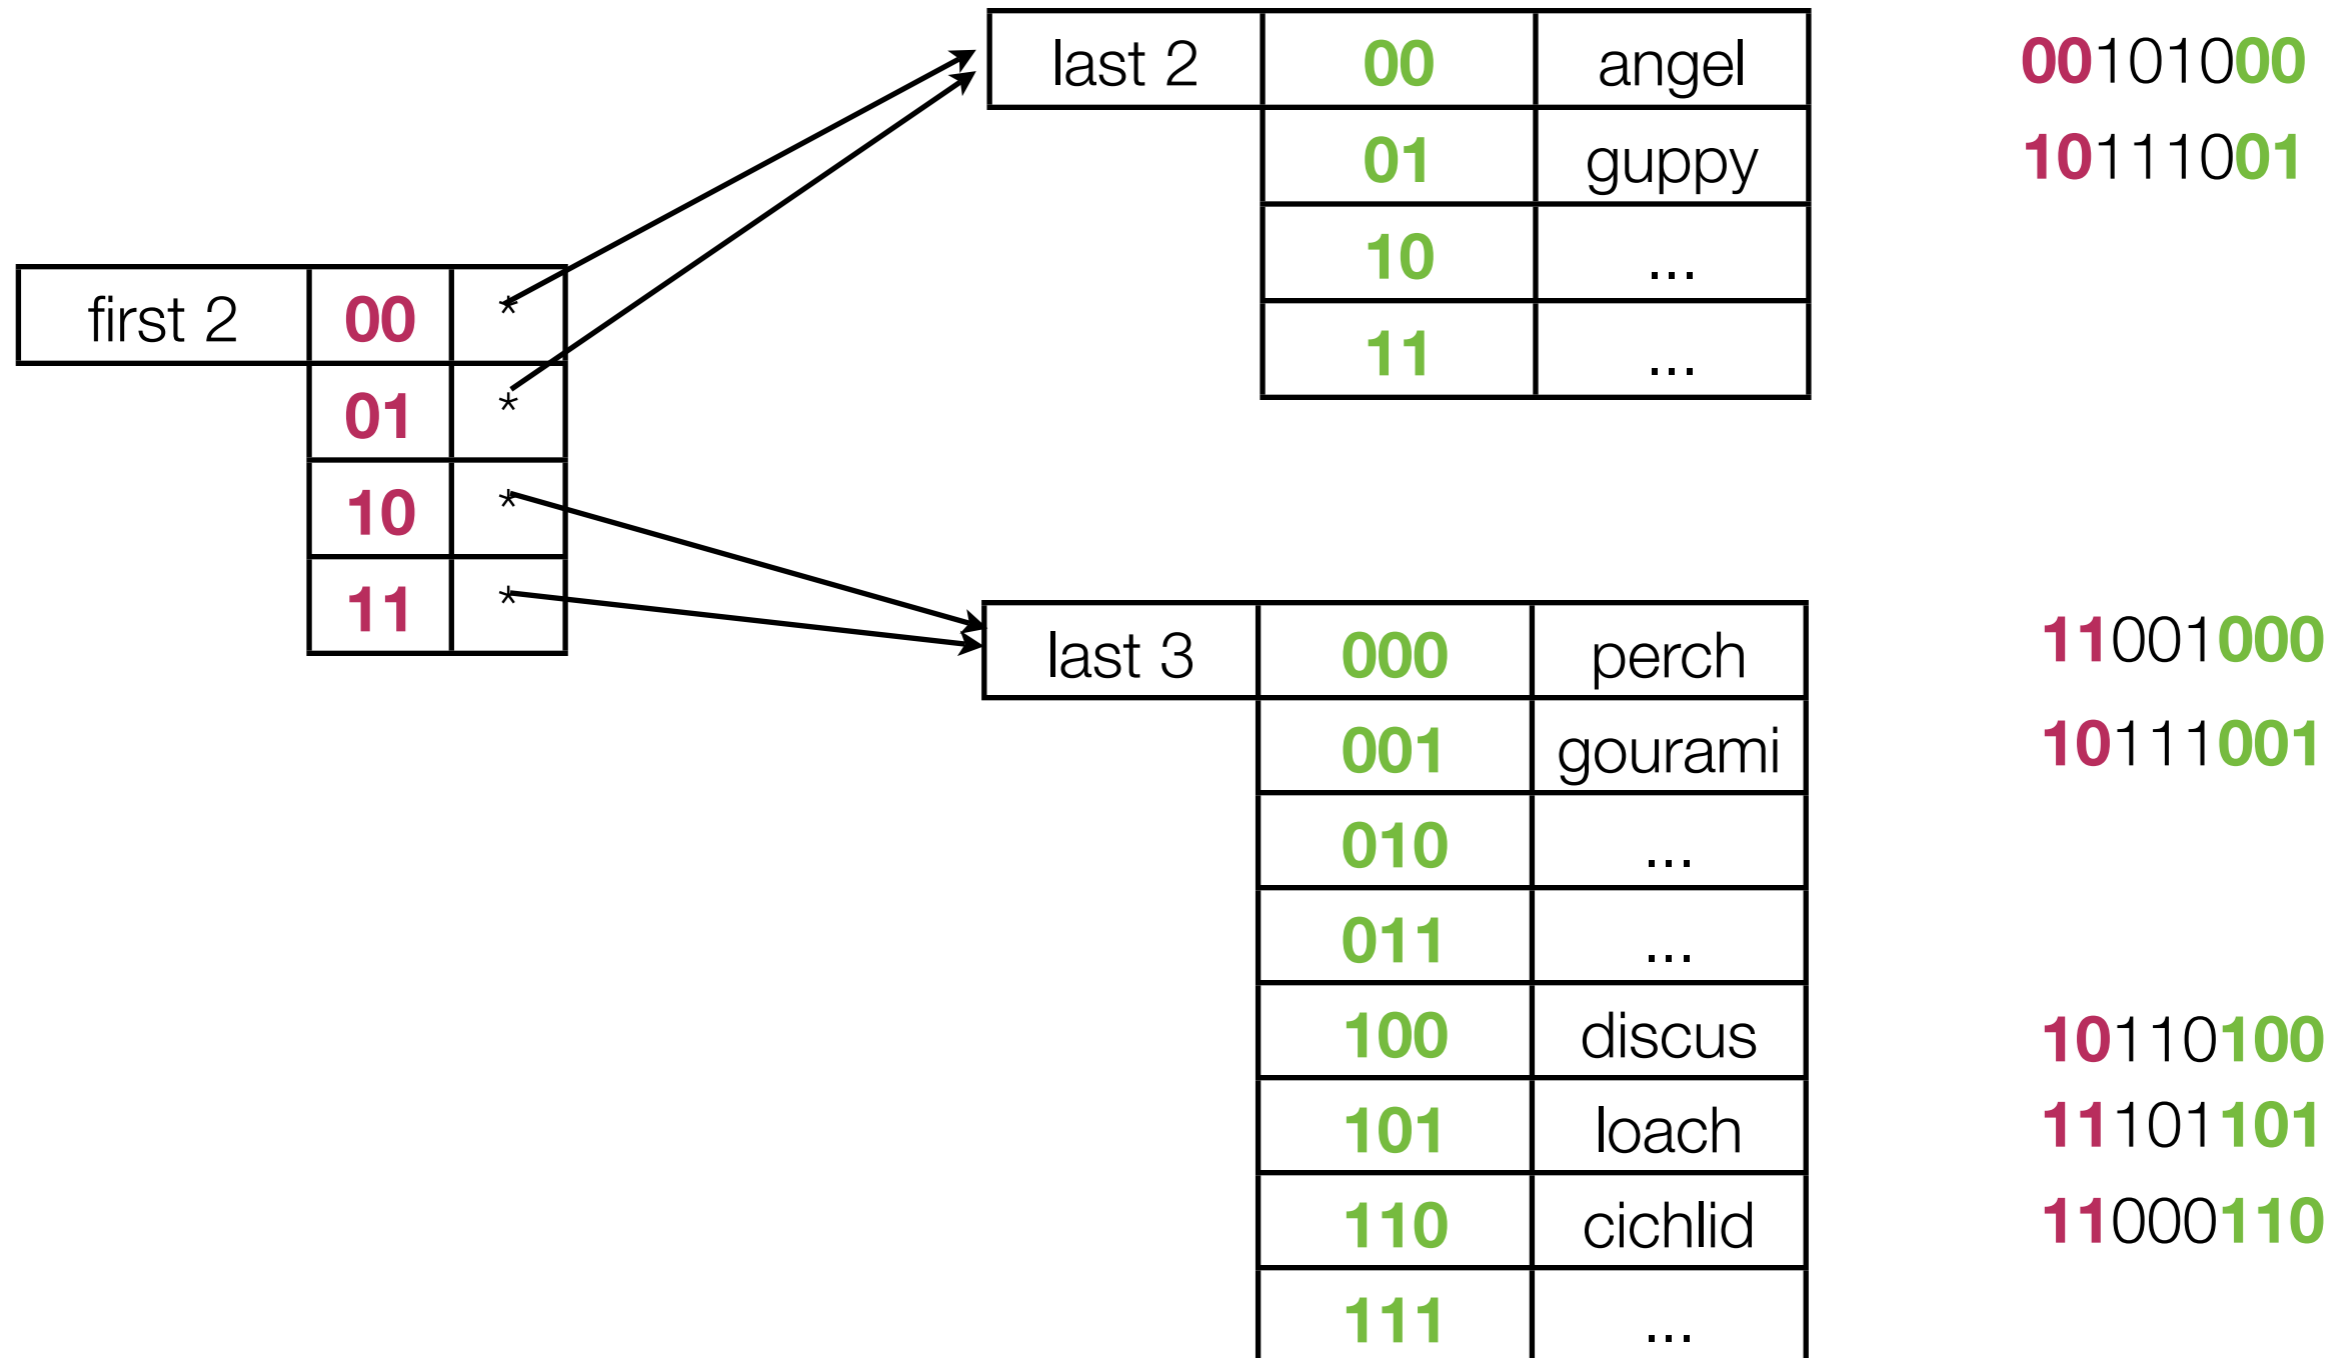 last 2 00 angel 00101000
01 guppy 10111001
10 ...
11 ...
first 2 00 *
01 *
10 *
11 *
last 3 000 perch 11001000
001 gourami 10111001
010 ...
011 ...
100 discus 10110100
101 loach 11101101
110 cichlid 11000110
111 ...